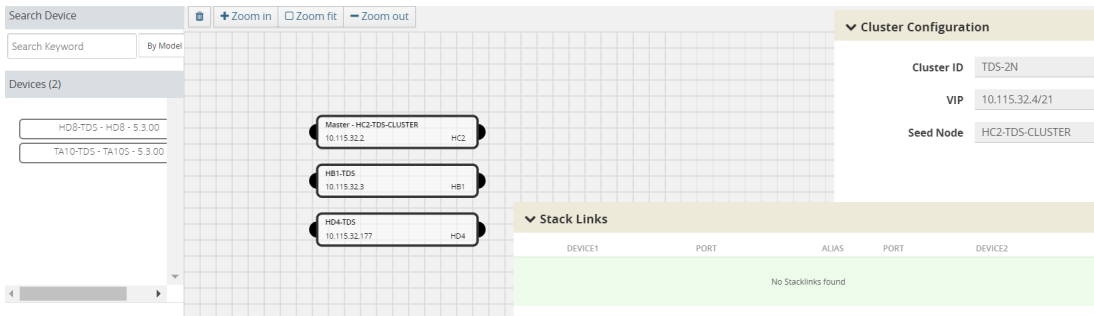 Search Device
Search Keyword
By Model
Devices (2)
HD8-TDS - HD8 - 5.3.00
TA10-TDS - TA10S - 5.3.00
Zoom in
Zoom fit
Zoom out
Master - HC2-TDS-CLUSTER
10.115.32.2 HC2
HB1-TDS
10.115.32.3 HB1
HD4-TDS
10.115.32.177 HD4
Cluster Configuration
Cluster ID TDS-2N
VIP 10.115.32.4/21
Seed Node HC2-TDS-CLUSTER
Stack Links
DEVICE1 PORT ALIAS PORT DEVICE2
No Stacklinks found